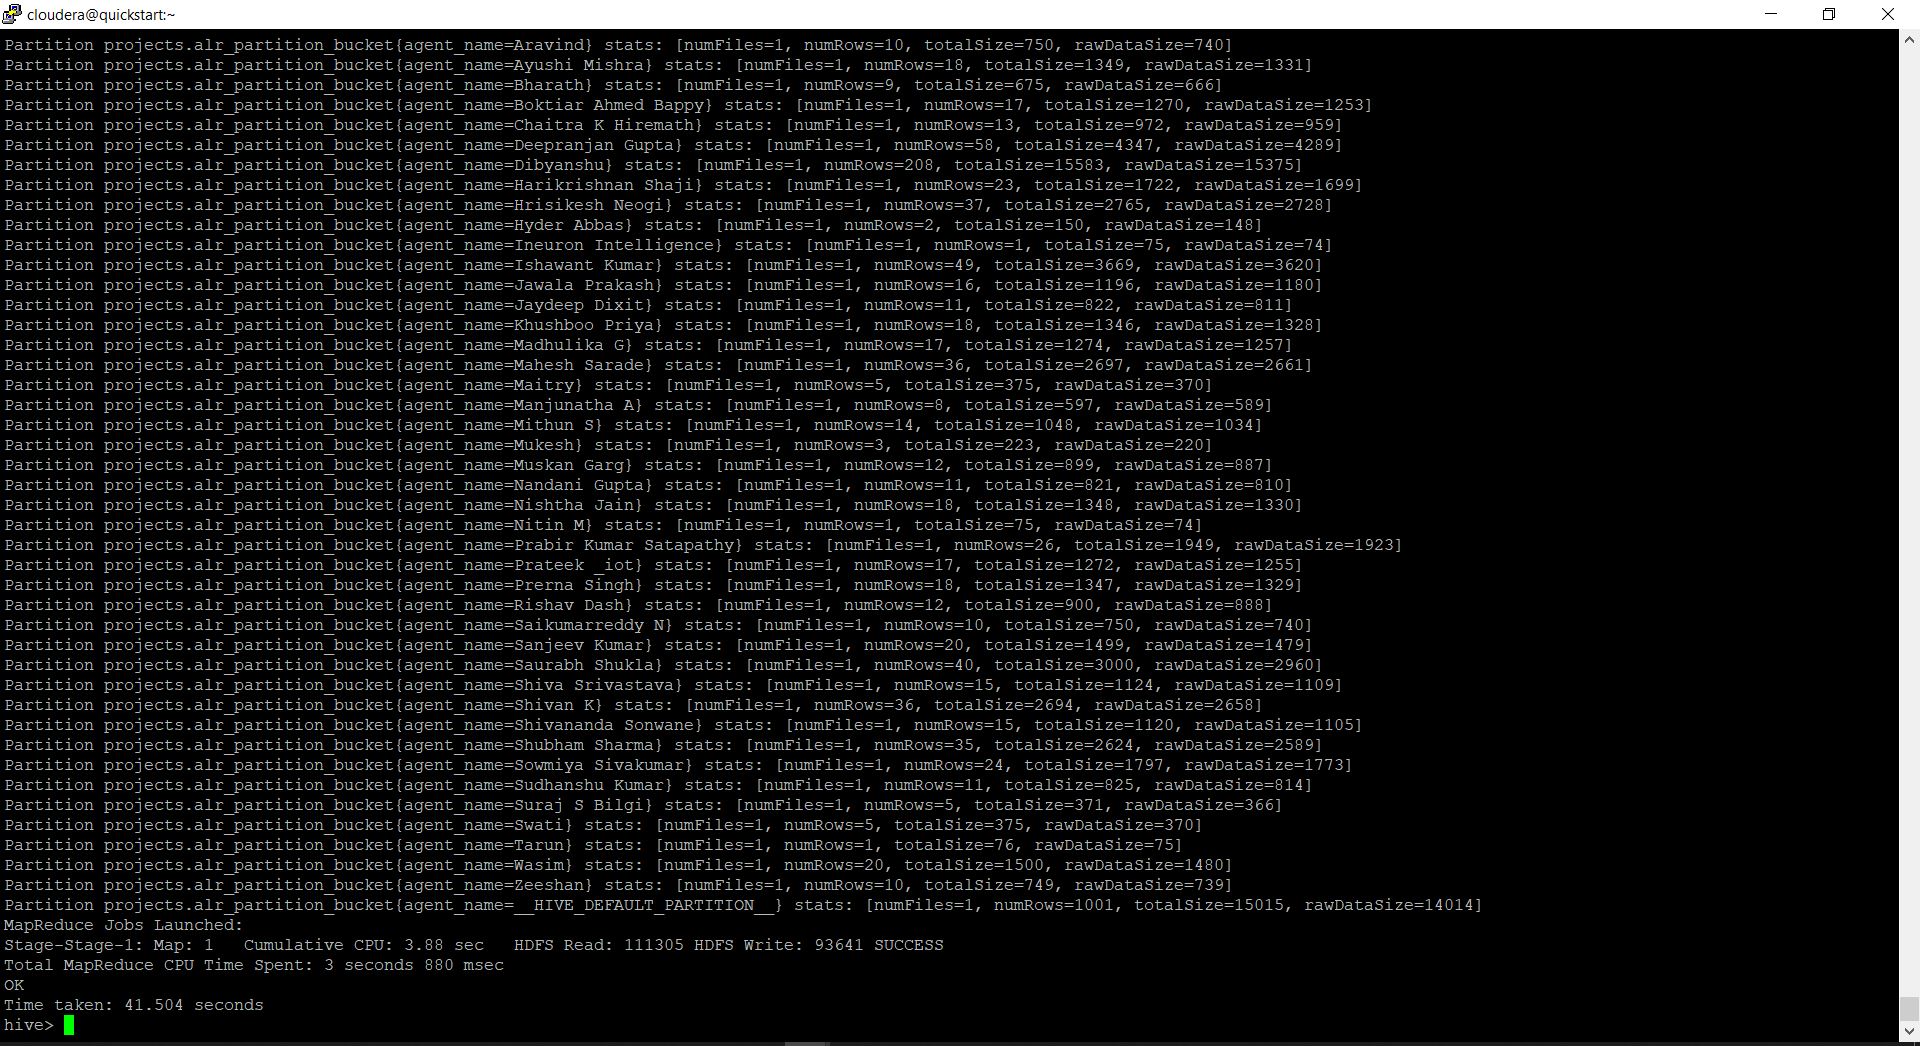 cloudera@quickstart:~
Partition projects.alr_partition_bucket{agent_name=Aravind} stats: [numFiles=1, numRows=10, totalSize=750, rawDataSize=740]
Partition projects.alr_partition_bucket{agent_name=Ayushi Mishra} stats: [numFiles=1, numRows=18, totalSize=1349, rawDataSize=1331]
Partition projects.alr_partition_bucket{agent_name=Bharath} stats: [numFiles=1, numRows=9, totalSize=675, rawDataSize=666]
Partition projects.alr_partition_bucket{agent_name=Boktiar Ahmed Bappy} stats: [numFiles=1, numRows=17, totalSize=1270, rawDataSize=1253]
Partition projects.alr_partition_bucket{agent_name=Chaitra K Hiremath} stats: [numFiles=1, numRows=13, totalSize=972, rawDataSize=959]
Partition projects.alr_partition_bucket{agent_name=Deepranjan Gupta} stats: [numFiles=1, numRows=58, totalSize=4347, rawDataSize=4289]
Partition projects.alr_partition_bucket{agent_name=Dibyanshu} stats: [numFiles=1, numRows=208, totalSize=15583, rawDataSize=15375]
Partition projects.alr_partition_bucket{agent_name=Harikrishnan Shaji} stats: [numFiles=1, numRows=23, totalSize=1722, rawDataSize=1699]
Partition projects.alr_partition_bucket{agent_name=Hrisikesh Neogi} stats: [numFiles=1, numRows=37, totalSize=2765, rawDataSize=2728]
Partition projects.alr_partition_bucket{agent_name=Hyder Abbas} stats: [numFiles=1, numRows=2, totalSize=150, rawDataSize=148]
Partition projects.alr_partition_bucket{agent_name=Ineuron Intelligence} stats: [numFiles=1, numRows=1, totalSize=75, rawDataSize=74]
Partition projects.alr_partition_bucket{agent_name=Ishawant Kumar} stats: [numFiles=1, numRows=49, totalSize=3669, rawDataSize=3620]
Partition projects.alr_partition_bucket{agent_name=Jawala Prakash} stats: [numFiles=1, numRows=16, totalSize=1196, rawDataSize=1180]
Partition projects.alr_partition_bucket{agent_name=Jaydeep Dixit} stats: [numFiles=1, numRows=11, totalSize=822, rawDataSize=811]
Partition projects.alr_partition_bucket{agent_name=Khushboo Priya} stats: [numFiles=1, numRows=18, totalSize=1346, rawDataSize=1328]
Partition projects.alr_partition_bucket{agent_name=Madhulika G} stats: [numFiles=1, numRows=17, totalSize=1274, rawDataSize=1257]
Partition projects.alr_partition_bucket{agent_name=Mahesh Sarade} stats: [numFiles=1, numRows=36, totalSize=2697, rawDataSize=2661]
Partition projects.alr_partition_bucket{agent_name=Maitry} stats: [numFiles=1, numRows=5, totalSize=375, rawDataSize=370]
Partition projects.alr_partition_bucket{agent_name=Manjunatha A} stats: [numFiles=1, numRows=8, totalSize=597, rawDataSize=589]
Partition projects.alr_partition_bucket{agent_name=Mithun S} stats: [numFiles=1, numRows=14, totalSize=1048, rawDataSize=1034]
Partition projects.alr_partition_bucket{agent_name=Mukesh} stats: [numFiles=1, numRows=3, totalSize=223, rawDataSize=220]
Partition projects.alr_partition_bucket{agent_name=Muskan Garg} stats: [numFiles=1, numRows=12, totalSize=899, rawDataSize=887]
Partition projects.alr_partition_bucket{agent_name=Nandani Gupta} stats: [numFiles=1, numRows=11, totalSize=821, rawDataSize=810]
Partition projects.alr_partition_bucket{agent_name=Nishtha Jain} stats: [numFiles=1, numRows=18, totalSize=1348, rawDataSize=1330]
Partition projects.alr_partition_bucket{agent_name=Nitin M} stats: [numFiles=1, numRows=1, totalSize=75, rawDataSize=74]
Partition projects.alr_partition_bucket{agent_name=Prabir Kumar Satapathy} stats: [numFiles=1, numRows=26, totalSize=1949, rawDataSize=1923]
Partition projects.alr_partition_bucket{agent_name=Prateek _iot} stats: [numFiles=1, numRows=17, totalSize=1272, rawDataSize=1255]
Partition projects.alr_partition_bucket{agent_name=Prerna Singh} stats: [numFiles=1, numRows=18, totalSize=1347, rawDataSize=1329]
Partition projects.alr_partition_bucket{agent_name=Rishav Dash} stats: [numFiles=1, numRows=12, totalSize=900, rawDataSize=888]
Partition projects.alr_partition_bucket{agent_name=Saikumarreddy N} stats: [numFiles=1, numRows=10, totalSize=750, rawDataSize=740]
Partition projects.alr_partition_bucket{agent_name=Sanjeev Kumar} stats: [numFiles=1, numRows=20, totalSize=1499, rawDataSize=1479]
Partition projects.alr_partition_bucket{agent_name=Saurabh Shukla} stats: [numFiles=1, numRows=40, totalSize=3000, rawDataSize=2960]
Partition projects.alr_partition_bucket{agent_name=Shiva Srivastava} stats: [numFiles=1, numRows=15, totalSize=1124, rawDataSize=1109]
Partition projects.alr_partition_bucket{agent_name=Shivan K} stats: [numFiles=1, numRows=36, totalSize=2694, rawDataSize=2658]
Partition projects.alr_partition_bucket{agent_name=Shivananda Sonwane} stats: [numFiles=1, numRows=15, totalSize=1120, rawDataSize=1105]
Partition projects.alr_partition_bucket{agent_name=Shubham Sharma} stats: [numFiles=1, numRows=35, totalSize=2624, rawDataSize=2589]
Partition projects.alr_partition_bucket{agent_name=Sowmiya Sivakumar} stats: [numFiles=1, numRows=24, totalSize=1797, rawDataSize=1773]
Partition projects.alr_partition_bucket{agent_name=Sudhanshu Kumar} stats: [numFiles=1, numRows=11, totalSize=825, rawDataSize=814]
Partition projects.alr_partition_bucket{agent_name=Suraj S Bilgi} stats: [numFiles=1, numRows=5, totalSize=371, rawDataSize=366]
Partition projects.alr_partition_bucket{agent_name=Swati} stats: [numFiles=1, numRows=5, totalSize=375, rawDataSize=370]
Partition projects.alr_partition_bucket{agent_name=Tarun} stats: [numFiles=1, numRows=1, totalSize=76, rawDataSize=75]
Partition projects.alr_partition_bucket{agent_name=Wasim} stats: [numFiles=1, numRows=20, totalSize=1500, rawDataSize=1480]
Partition projects.alr_partition_bucket{agent_name=Zeeshan} stats: [numFiles=1, numRows=10, totalSize=749, rawDataSize=739]
Partition projects.alr_partition_bucket{agent_name=__HIVE_DEFAULT_PARTITION__} stats: [numFiles=1, numRows=1001, totalSize=15015, rawDataSize=14014]
MapReduce Jobs Launched:
Stage-Stage-1: Map: 1   Cumulative CPU: 3.88 sec   HDFS Read: 111305 HDFS Write: 93641 SUCCESS
Total MapReduce CPU Time Spent: 3 seconds 880 msec
OK
Time taken: 41.504 seconds
hive>